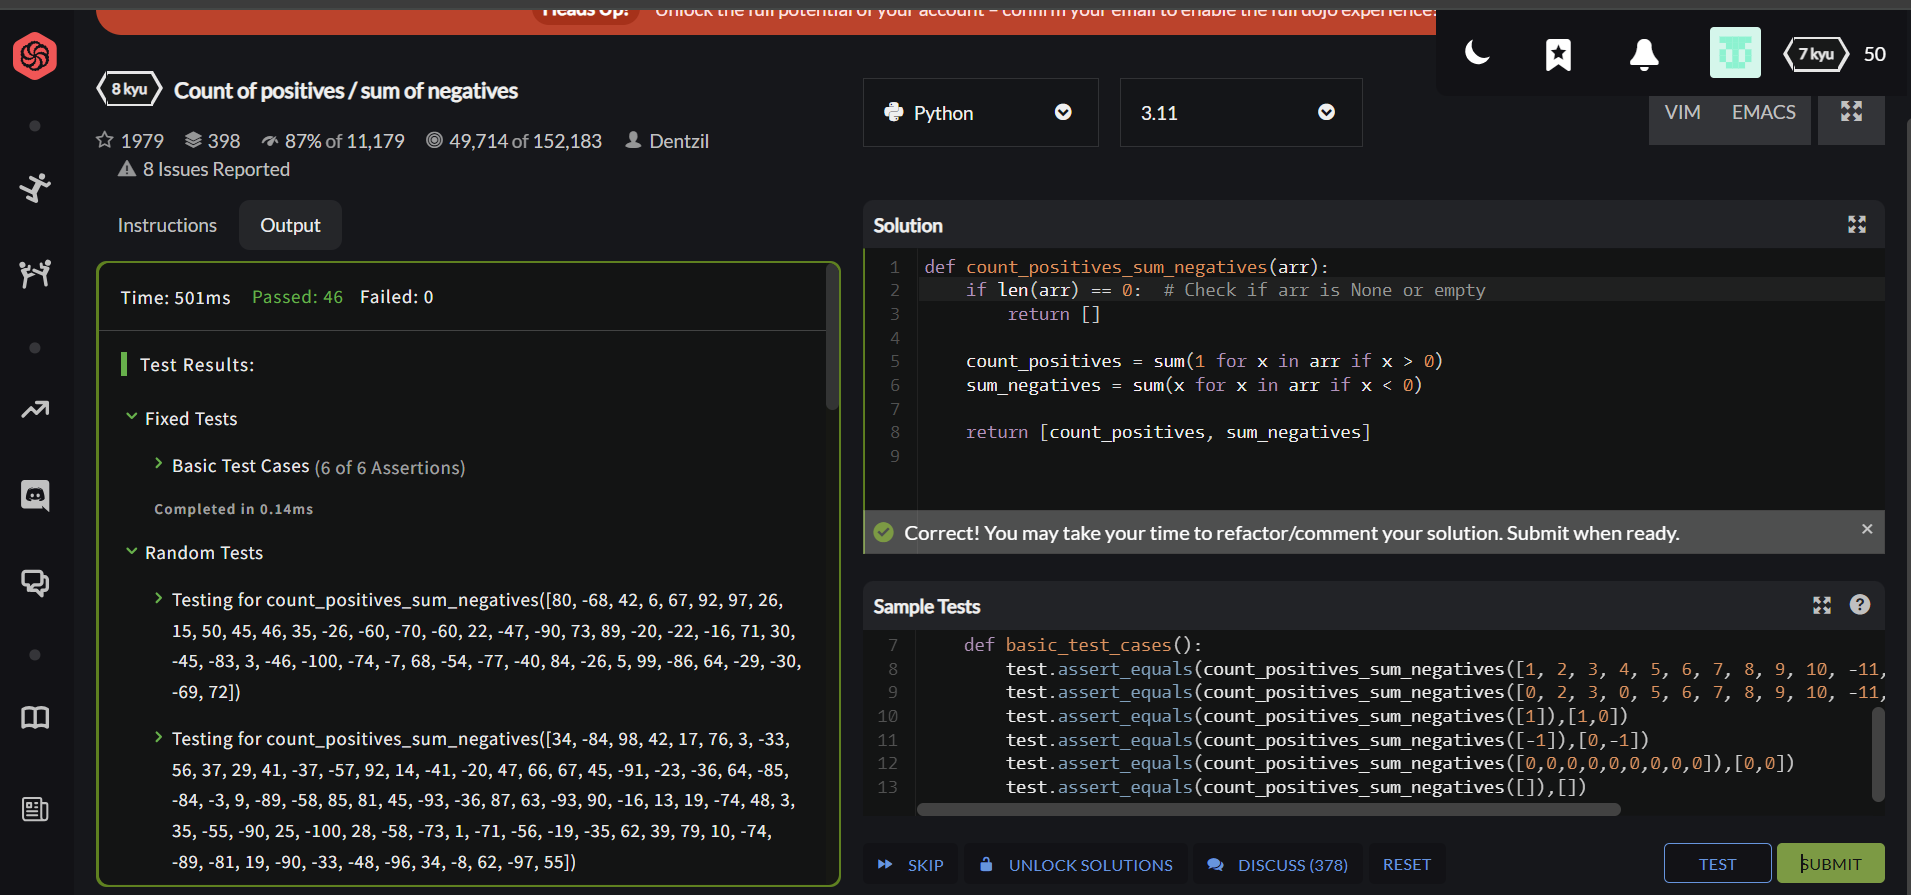 Heads Up! Unlock the full potential of your account – confirm your email to enable the full dojo experience!
7 kyu 50
8 kyu Count of positives / sum of negatives
1979 398 87% of 11,179 49,714 of 152,183 Dentzil
8 Issues Reported
Python
3.11
VIM EMACS
Instructions Output
Time: 501ms Passed: 46 Failed: 0
Test Results:
Fixed Tests
Basic Test Cases (6 of 6 Assertions)
Completed in 0.14ms
Random Tests
Testing for count_positives_sum_negatives([80, -68, 42, 6, 67, 92, 97, 26,
15, 50, 45, 46, 35, -26, -60, -70, -60, 22, -47, -90, 73, 89, -20, -22, -16, 71, 30,
-45, -83, 3, -46, -100, -74, -7, 68, -54, -77, -40, 84, -26, 5, 99, -86, 64, -29, -30,
-69, 72])
Testing for count_positives_sum_negatives([34, -84, 98, 42, 17, 76, 3, -33,
56, 37, 29, 41, -37, -57, 92, 14, -41, -20, 47, 66, 67, 45, -91, -23, -36, 64, -85,
-84, -3, 9, -89, -58, 85, 81, 45, -93, -36, 87, 63, -93, 90, -16, 13, 19, -74, 48, 3,
35, -55, -90, 25, -100, 28, -58, -73, 1, -71, -56, -19, -35, 62, 39, 79, 10, -74,
-89, -81, 19, -90, -33, -48, -96, 34, -8, 62, -97, 55])
Solution
1 def count_positives_sum_negatives(arr):
2 if len(arr) == 0: # Check if arr is None or empty
3 return []
4
5 count_positives = sum(1 for x in arr if x > 0)
6 sum_negatives = sum(x for x in arr if x < 0)
7
8 return [count_positives, sum_negatives]
9
Correct! You may take your time to refactor/comment your solution. Submit when ready.
Sample Tests
7 def basic_test_cases():
8 test.assert_equals(count_positives_sum_negatives([1, 2, 3, 4, 5, 6, 7, 8, 9, 10, -11,
9 test.assert_equals(count_positives_sum_negatives([0, 2, 3, 0, 5, 6, 7, 8, 9, 10, -11,
10 test.assert_equals(count_positives_sum_negatives([1]),[1,0])
11 test.assert_equals(count_positives_sum_negatives([-1]),[0,-1])
12 test.assert_equals(count_positives_sum_negatives([0,0,0,0,0,0,0,0,0]),[0,0])
13 test.assert_equals(count_positives_sum_negatives([]),[])
SKIP UNLOCK SOLUTIONS DISCUSS (378) RESET TEST SUBMIT